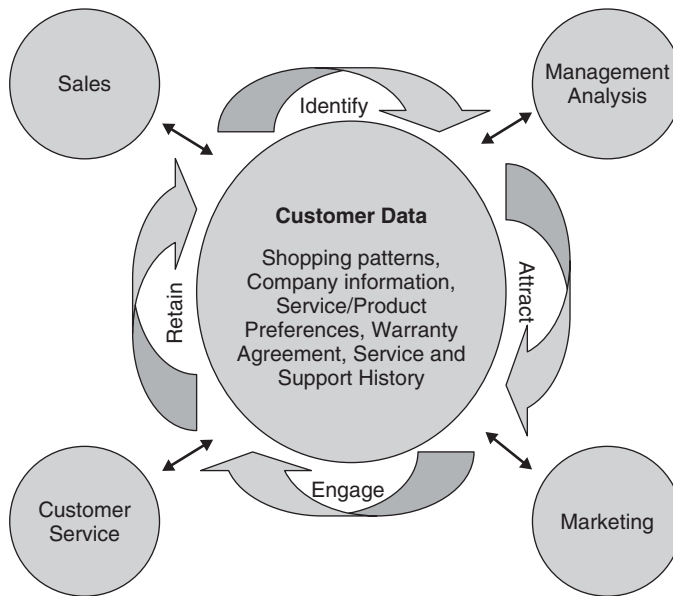 Sales
Identify
Management
Analysis
Customer Data
Shopping patterns,
Company information,
Service/Product
Preferences, Warranty
Agreement, Service and
Support History
Retain
Attract
Engage
Customer
Service
Marketing